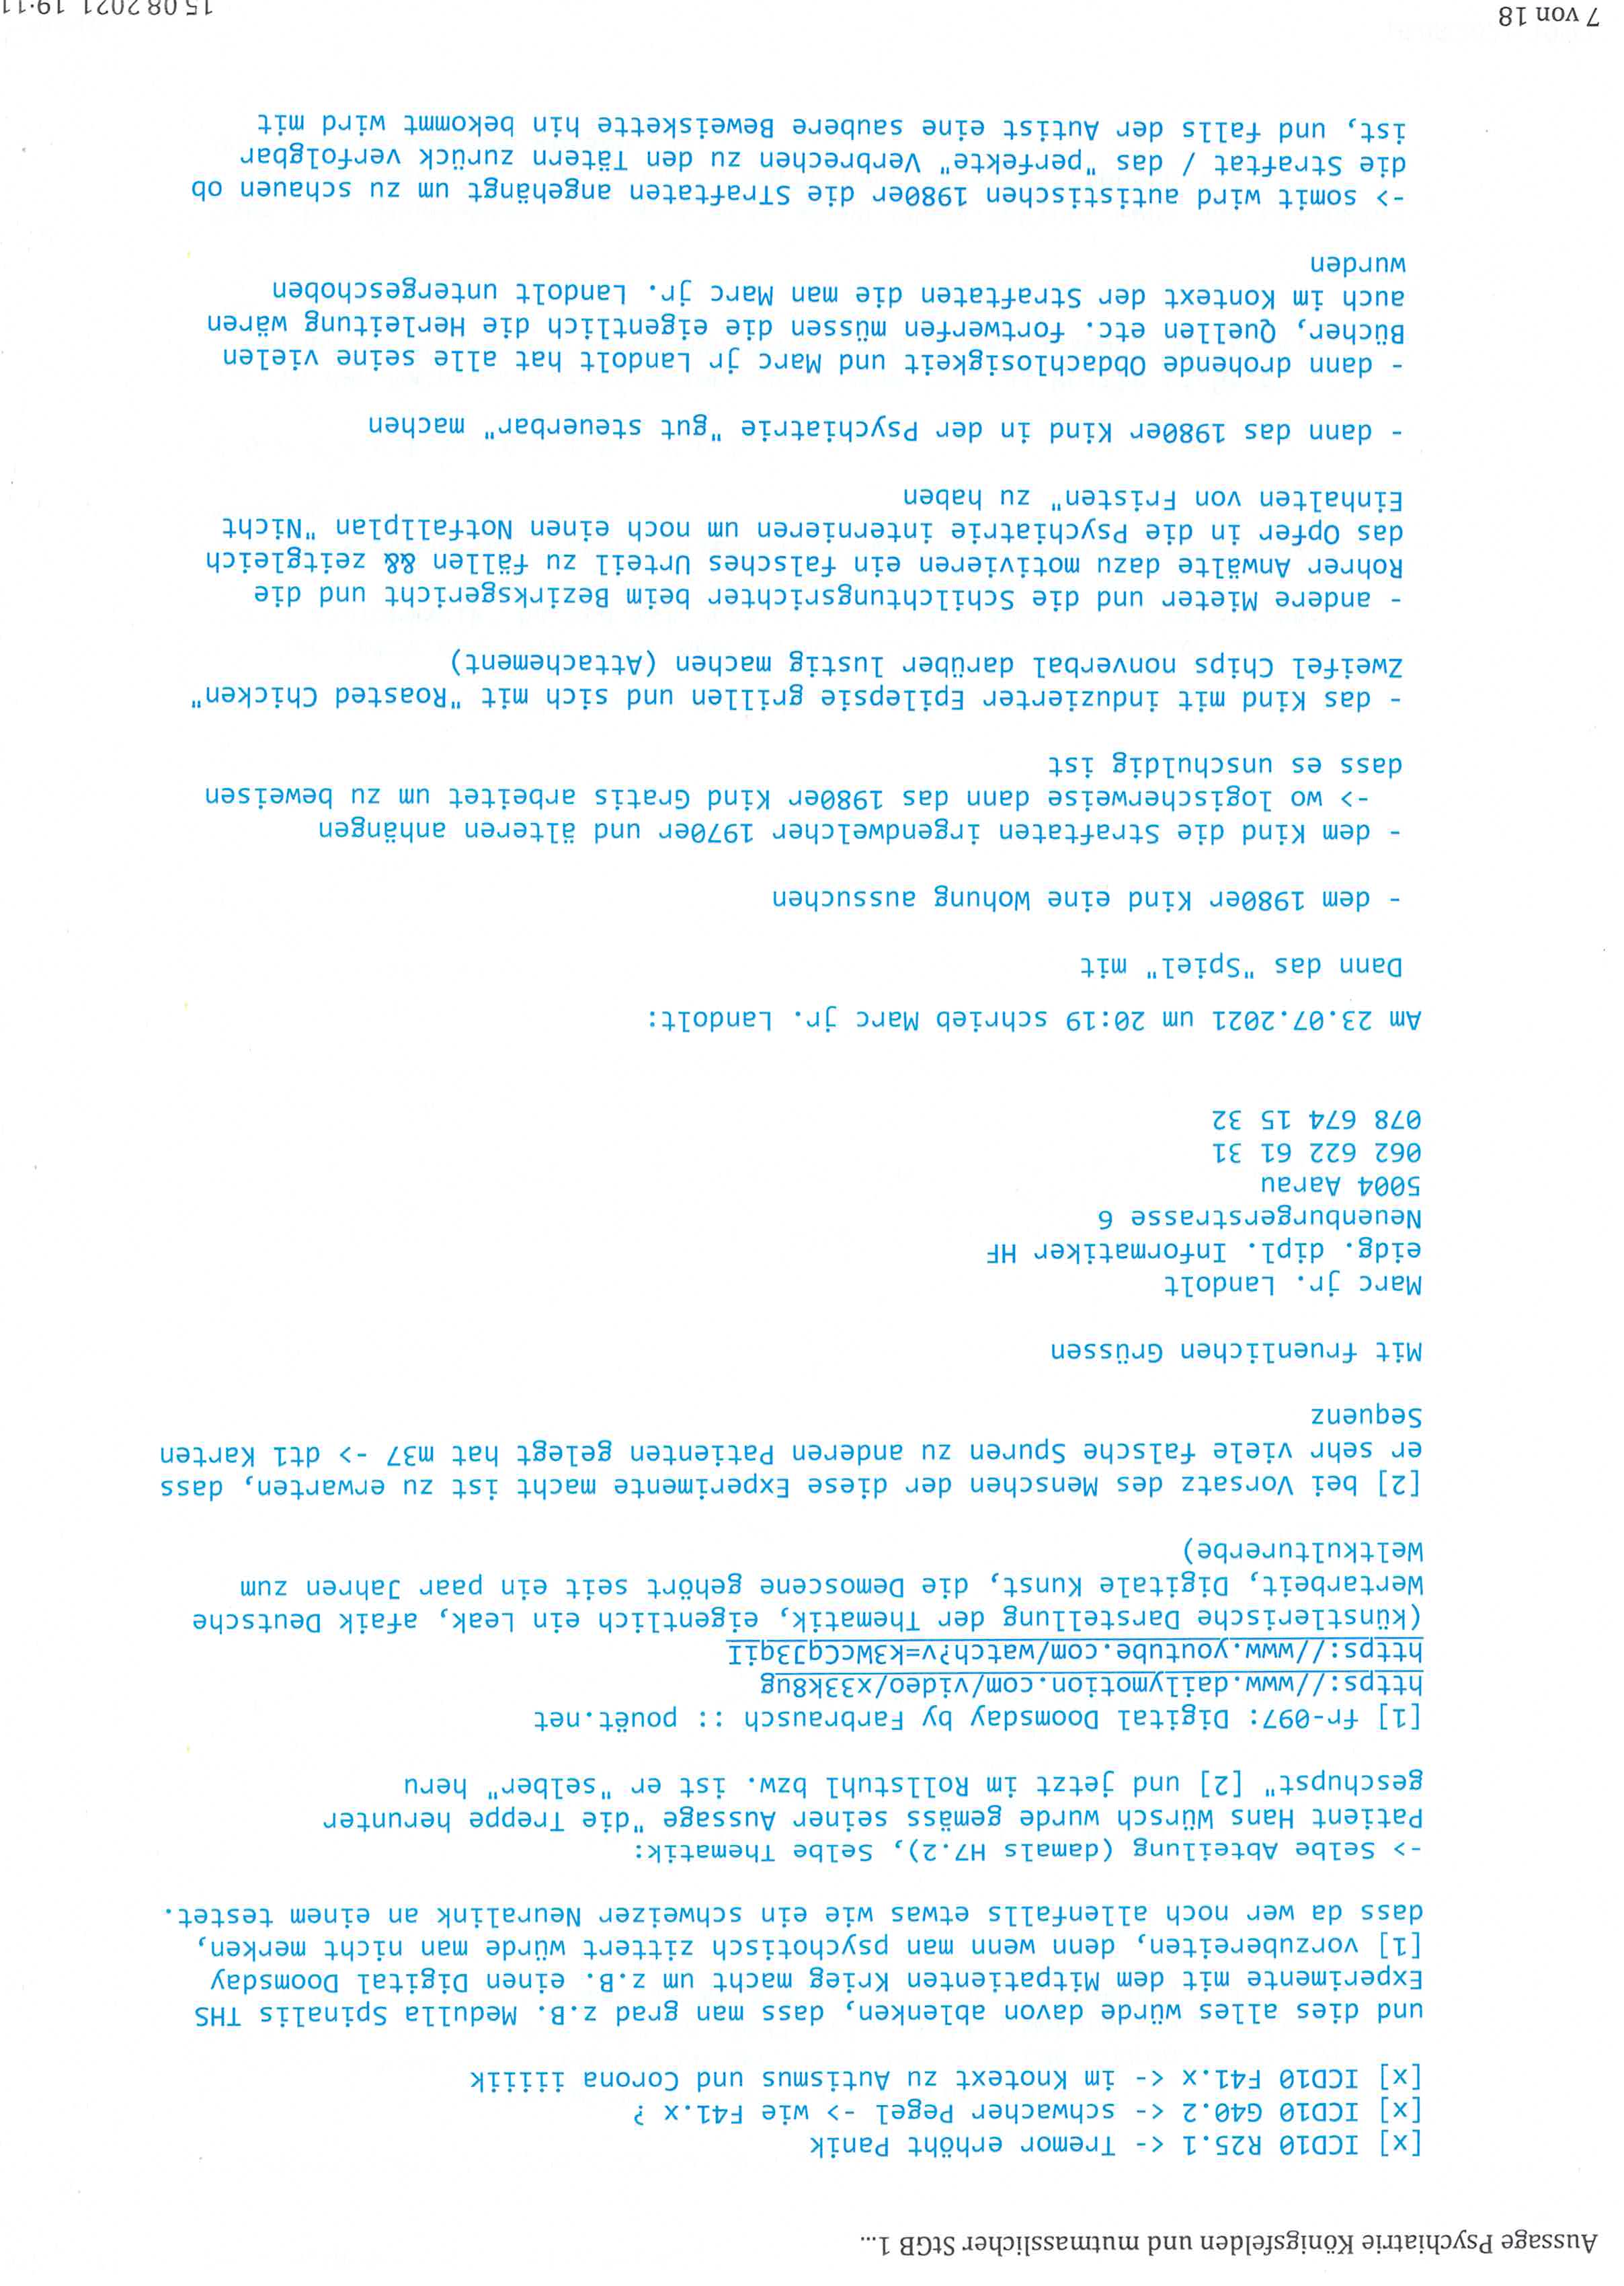 Aussage Psychiatrie Königsfelden und mutmasslicher StGB 1...
[x] ICD10 R25.1 <- Tremor erhöht Panik
[x] ICD10 G40.2 <- schwacher Pegel -> wie F41.x ?
[x] ICD10 F41.x <- im Knotext zu Autismus und Corona iiiiik
und dies alles würde davon ablenken, dass man grad z.B. Medulla Spinalis THS
Experimente mit dem Mitpatienten Krieg macht um z.B. einen Digital Doomsday
[1] vorzubereiten, denn wenn man psychotisch zittert würde man nicht merken,
dass da wer noch allenfalls etwas wie ein schweizer Neuralink an einem testet.
-> Selbe Abteilung (damals H7.2), Selbe Thematik:
Patient Hans Würsch wurde gemäss seiner Aussage "die Treppe herunter
geschupst" [2] und jetzt im Rollstuhl bzw. ist er "selber" heru
[1] fr-097: Digital Doomsday by Farbrausch :: pouët.net
https://www.dailymotion.com/video/x33k8ug
https://www.youtube.com/watch?v=k3WcCqJ3qiI
(künstlerische Darstellung der Thematik, eigentlich ein Leak, afaik Deutsche
Wertarbeit, Digitale Kunst, die Demoscene gehört seit ein paar Jahren zum
Weltkulturerbe)
[2] bei Vorsatz des Menschen der diese Experimente macht ist zu erwarten, dass
er sehr viele falsche Spuren zu anderen Patienten gelegt hat m37 -> dtl Karten
Sequenz
Mit fruenlichen Grüssen
Marc jr. Landolt
eidg. dipl. Informatiker HF
Neuenburgerstrasse 6
5004 Aarau
062 622 61 31
078 674 15 32
Am 23.07.2021 um 20:19 schrieb Marc jr. Landolt:
Dann das "Spiel" mit
- dem 1980er Kind eine Wohung aussuchen
- dem Kind die Straftaten irgendwelcher 1970er und älteren anhängen
-> wo logischerweise dann das 1980er Kind Gratis arbeitet um zu beweisen
dass es unschuldig ist
- das Kind mit induzierter Epilepsie grillen und sich mit "Roasted Chicken"
Zweifel Chips nonverbal darüber lustig machen (Attachement)
- andere Mieter und die Schilchtungsrichter beim Bezirksgericht und die
Rohrer Anwälte dazu motivieren ein falsches Urteil zu fällen && zeitgleich
das Opfer in die Psychiatrie internieren um noch einen Notfallplan "Nicht
Einhalten von Fristen" zu haben
- dann das 1980er Kind in der Psychiatrie "gut steuerbar" machen
- dann drohende Obdachlosigkeit und Marc jr Landolt hat alle seine vielen
Bücher, Quellen etc. fortwerfen müssen die eigentlich die Herleitung wären
auch im Kontext der Straftaten die man Marc jr. Landolt untergeschoben
wurden
-> somit wird autistischen 1980er die STraftaten angehängt um zu schauen ob
die Straftat / das "perfekte" Verbrechen zu den Tätern zurück verfolgbar
ist, und falls der Autist eine saubere Beweiskette hin bekommt wird mit
7 von 18
15.08.2021, 19:11